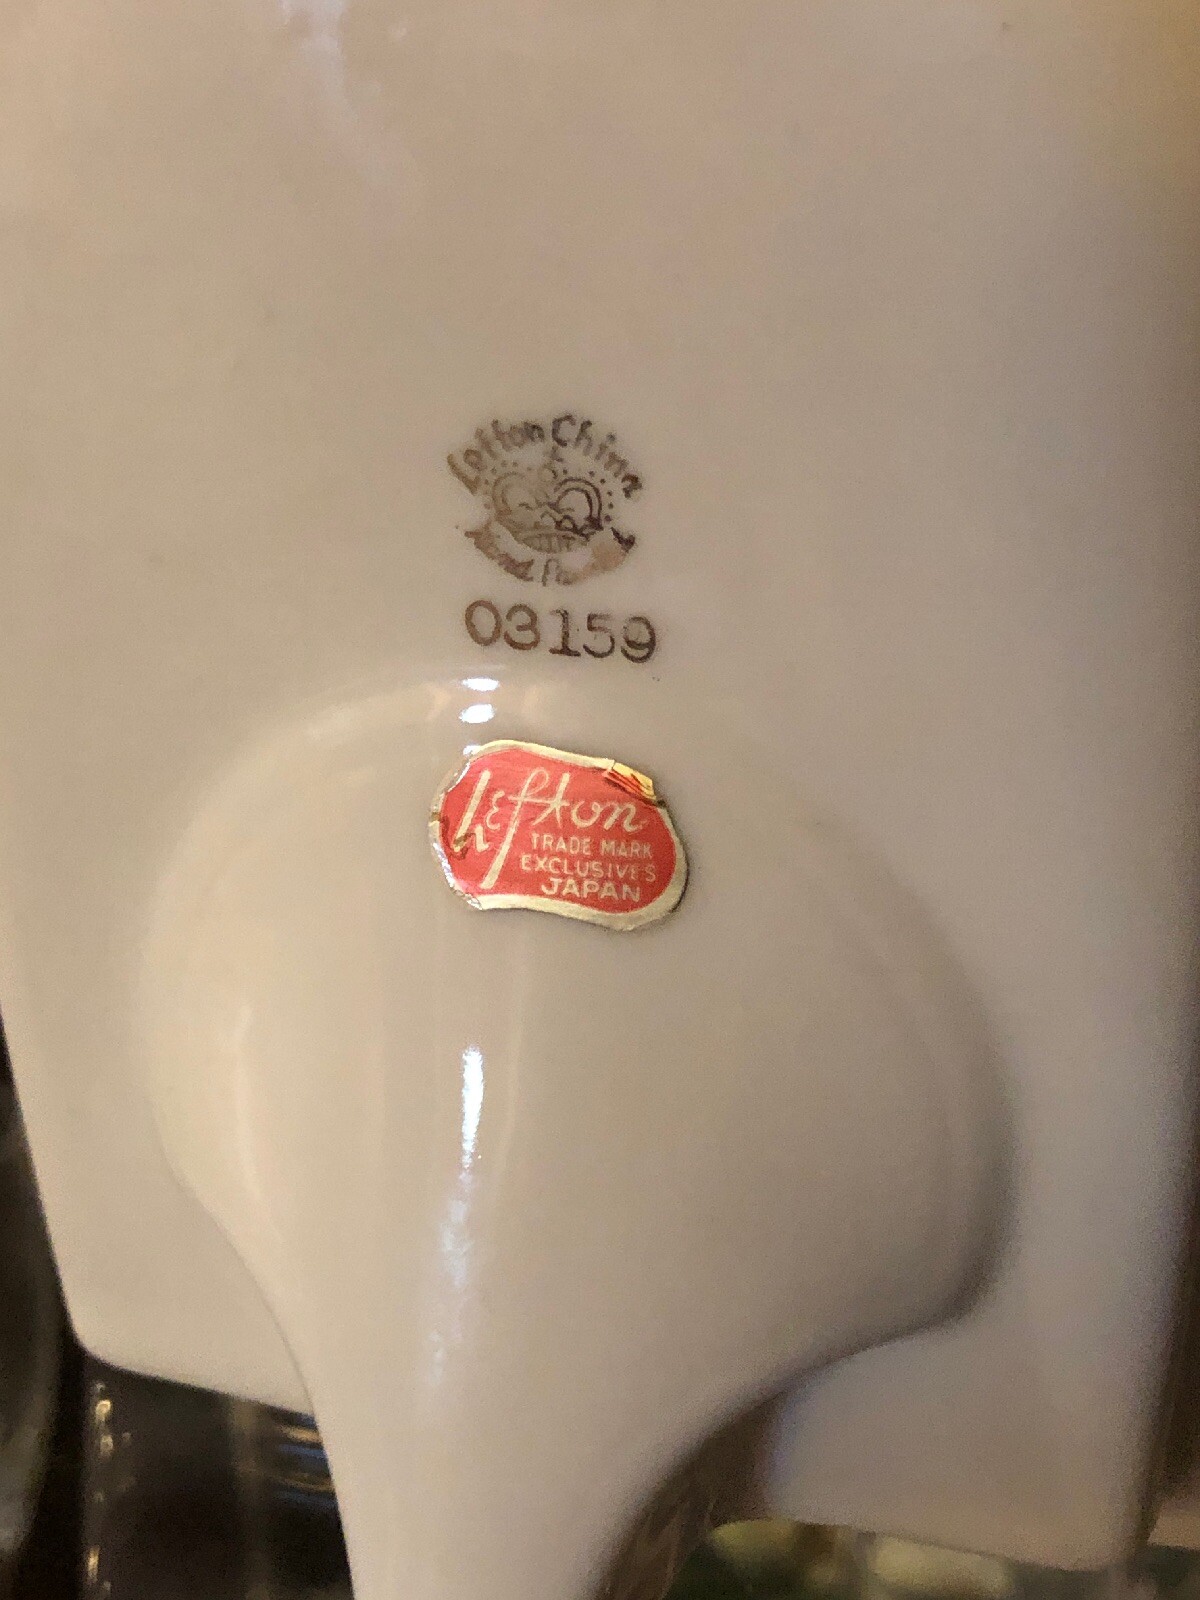 Lefton China
Hand Painted
03159
Lefton
TRADE MARK
EXCLUSIVES
JAPAN